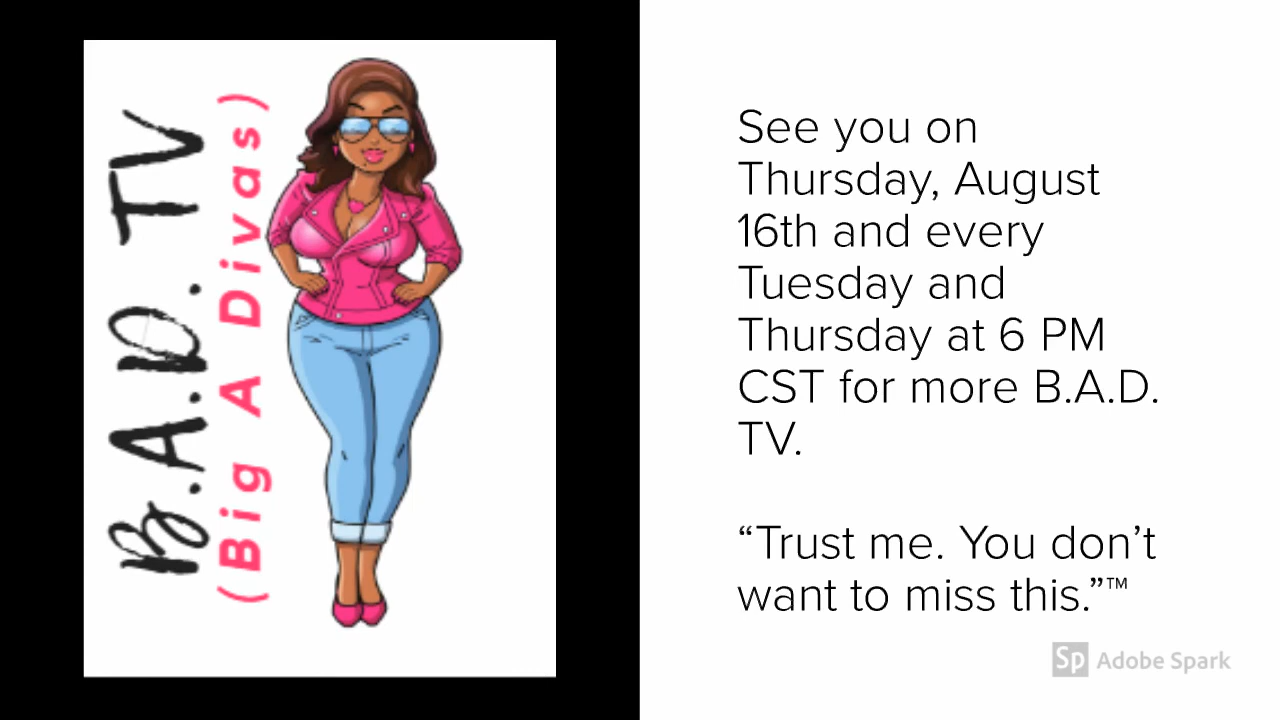 B.A.D. TV
(Big A Divas)
See you on
Thursday, August
16th and every
Tuesday and
Thursday at 6 PM
CST for more B.A.D.
TV.
“Trust me. You don’t
want to miss this.”™
Sp Adobe Spark